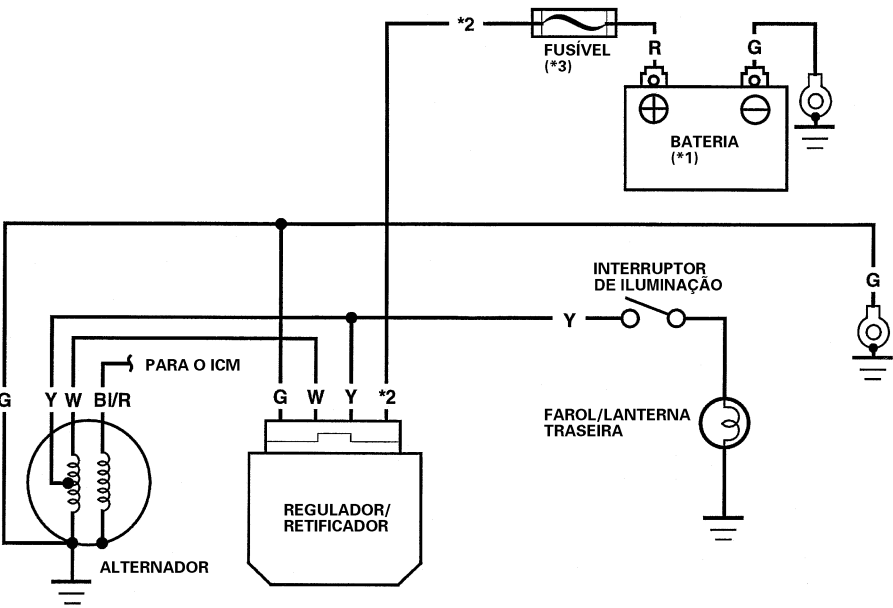 *2
FUSÍVEL
(*3)
R
G
BATERIA
(*1)
G
INTERRUPTOR
DE ILUMINAÇÃO
Y
PARA O ICM
G
Y
W
Bl/R
G
W
Y
*2
FAROL/LANTERNA
TRASEIRA
REGULADOR/
RETIFICADOR
ALTERNADOR